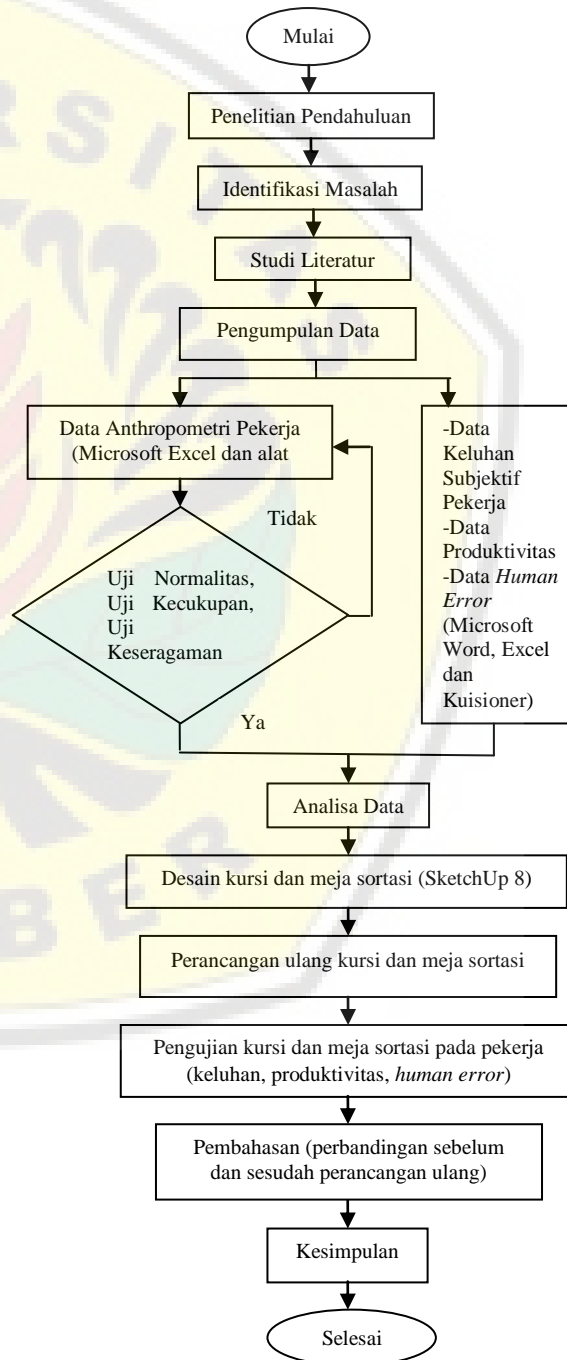 Mulai
Penelitian Pendahuluan
Identifikasi Masalah
Studi Literatur
Pengumpulan Data
Data Anthropometri Pekerja
(Microsoft Excel dan alat
Tidak
Uji Normalitas,
Uji Kecukupan,
Uji
Keseragaman
Ya
-Data
Keluhan
Subjektif
Pekerja
-Data
Produktivitas
-Data Human
Error
(Microsoft
Word, Excel
dan
Kuisioner)
Analisa Data
Desain kursi dan meja sortasi (SketchUp 8)
Perancangan ulang kursi dan meja sortasi
Pengujian kursi dan meja sortasi pada pekerja
(keluhan, produktivitas, human error)
Pembahasan (perbandingan sebelum
dan sesudah perancangan ulang)
Kesimpulan
Selesai
RSITAS
BER